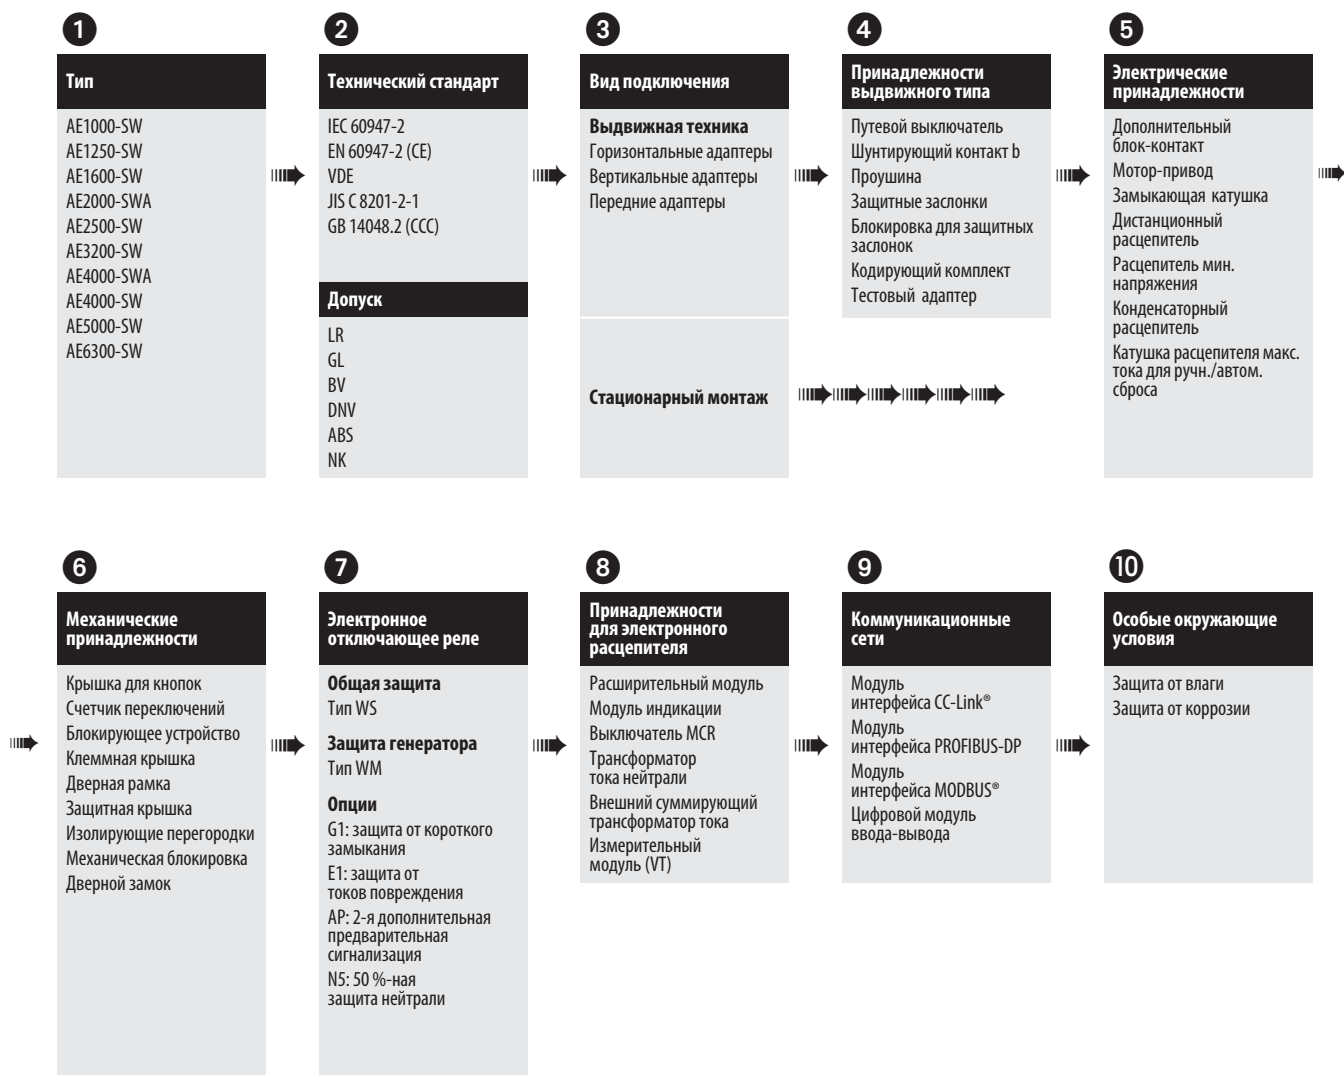 1
Тип
AE1000-SW
AE1250-SW
AE1600-SW
AE2000-SWA
AE2500-SW
AE3200-SW
AE4000-SWA
AE4000-SW
AE5000-SW
AE6300-SW
2
Технический стандарт
IEC 60947-2
EN 60947-2 (CE)
VDE
JIS C 8201-2-1
GB 14048.2 (CCC)
Допуск
LR
GL
BV
DNV
ABS
NK
3
Вид подключения
Выдвижная техника
Горизонтальные адаптеры
Вертикальные адаптеры
Передние адаптеры
Стационарный монтаж
4
Принадлежности
выдвижного типа
Путевой выключатель
Шунтирующий контакт b
Проушина
Защитные заслонки
Блокировка для защитных
заслонок
Кодирующий комплект
Тестовый адаптер
5
Электрические
принадлежности
Дополнительный
блок-контакт
Мотор-привод
Замыкающая катушка
Дистанционный
расцепитель
Расцепитель мин.
напряжения
Конденсаторный
расцепитель
Катушка расцепителя макс.
тока для ручн./автом.
сброса
6
Механические
принадлежности
Крышка для кнопок
Счетчик переключений
Блокирующее устройство
Клеммная крышка
Дверная рамка
Защитная крышка
Изолирующие перегородки
Механическая блокировка
Дверной замок
7
Электронное
отключающее реле
Общая защита
Тип WS
Защита генератора
Тип WM
Опции
G1: защита от короткого
замыкания
E1: защита от
токов повреждения
AP: 2-я дополнительная
предварительная
сигнализация
N5: 50 %-ная
защита нейтрали
8
Принадлежности
для электронного
расцепителя
Расширительный модуль
Модуль индикации
Выключатель MCR
Трансформатор
тока нейтрали
Внешний суммирующий
трансформатор тока
Измерительный
модуль (VT)
9
Коммуникационные
сети
Модуль
интерфейса CC-Link®
Модуль
интерфейса PROFIBUS-DP
Модуль
интерфейса MODBUS®
Цифровой модуль
ввода-вывода
10
Особые окружающие
условия
Защита от влаги
Защита от коррозии